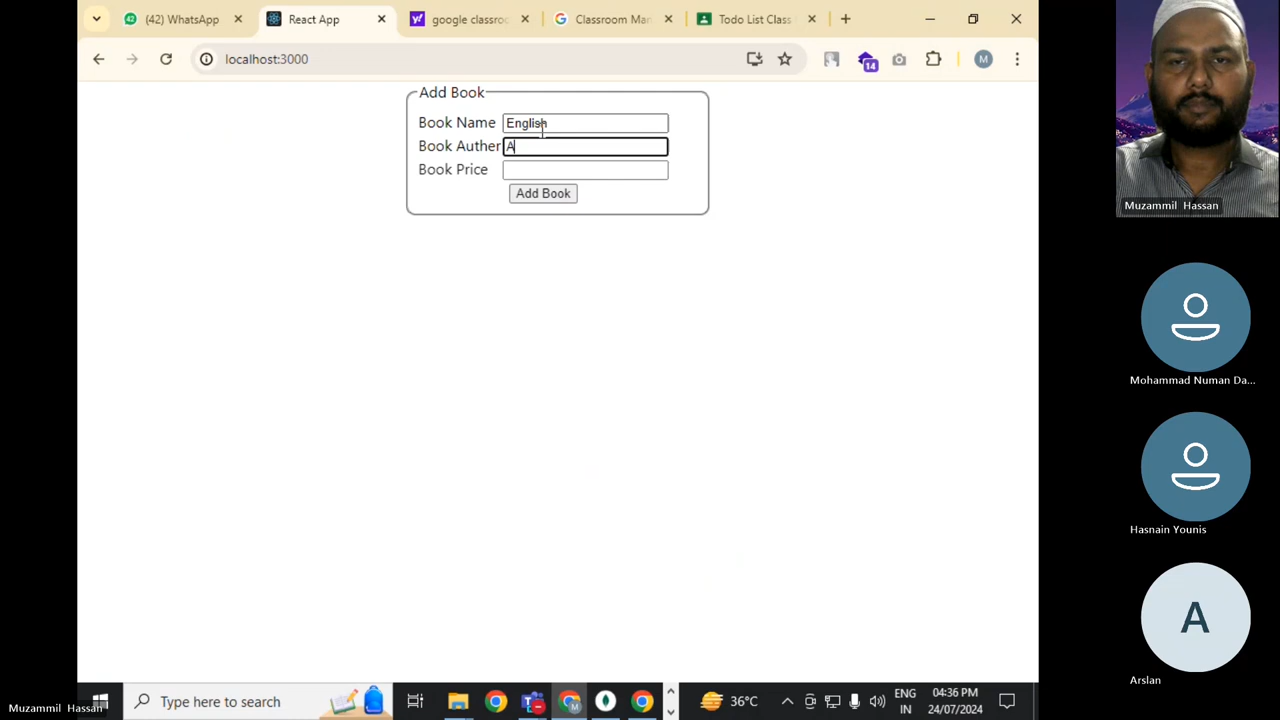 (42) WhatsApp
React App
google classroo
Classroom Man
Todo List Class
localhost:3000
14
M
Add Book
Book Name English
Book Auther A
Book Price
Add Book
Muzammil Hassan
Mohammad Numan Da...
Hasnain Younis
A
Arslan
Muzammil Hassan
Type here to search
M
36°C
ENG
IN
04:36 PM
24/07/2024